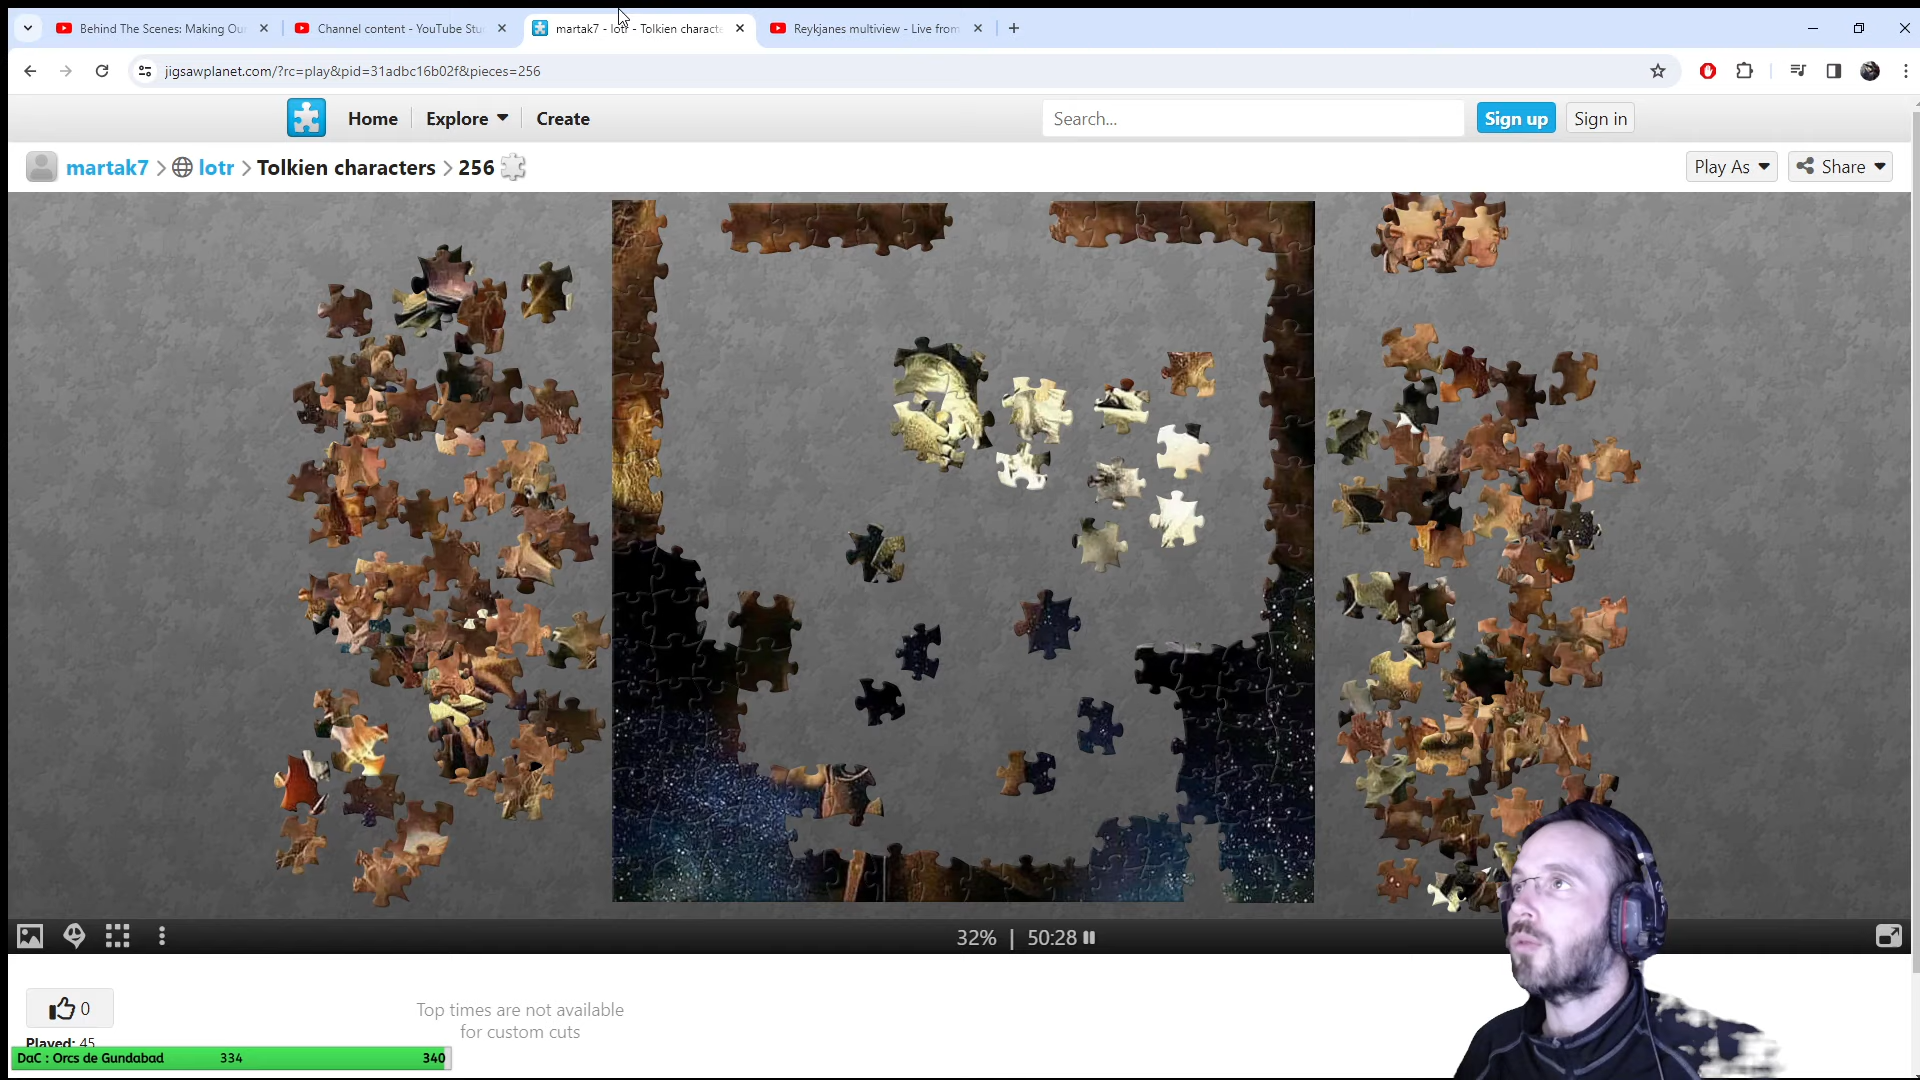 Behind The Scenes: Making Ou
Channel content - YouTube Stu
martak7 - lotr - Tolkien characte
Reykjanes multiview - Live from
jigsawplanet.com/?rc=play&pid=31adbc16b02f&pieces=256
Home
Explore
Create
Search...
Sign up
Sign in
martak7
lotr
Tolkien characters
256
Play As
Share
32% | 50:28
0
Top times are not available
for custom cuts
Played: 45
DaC : Orcs de Gundabad 334 340